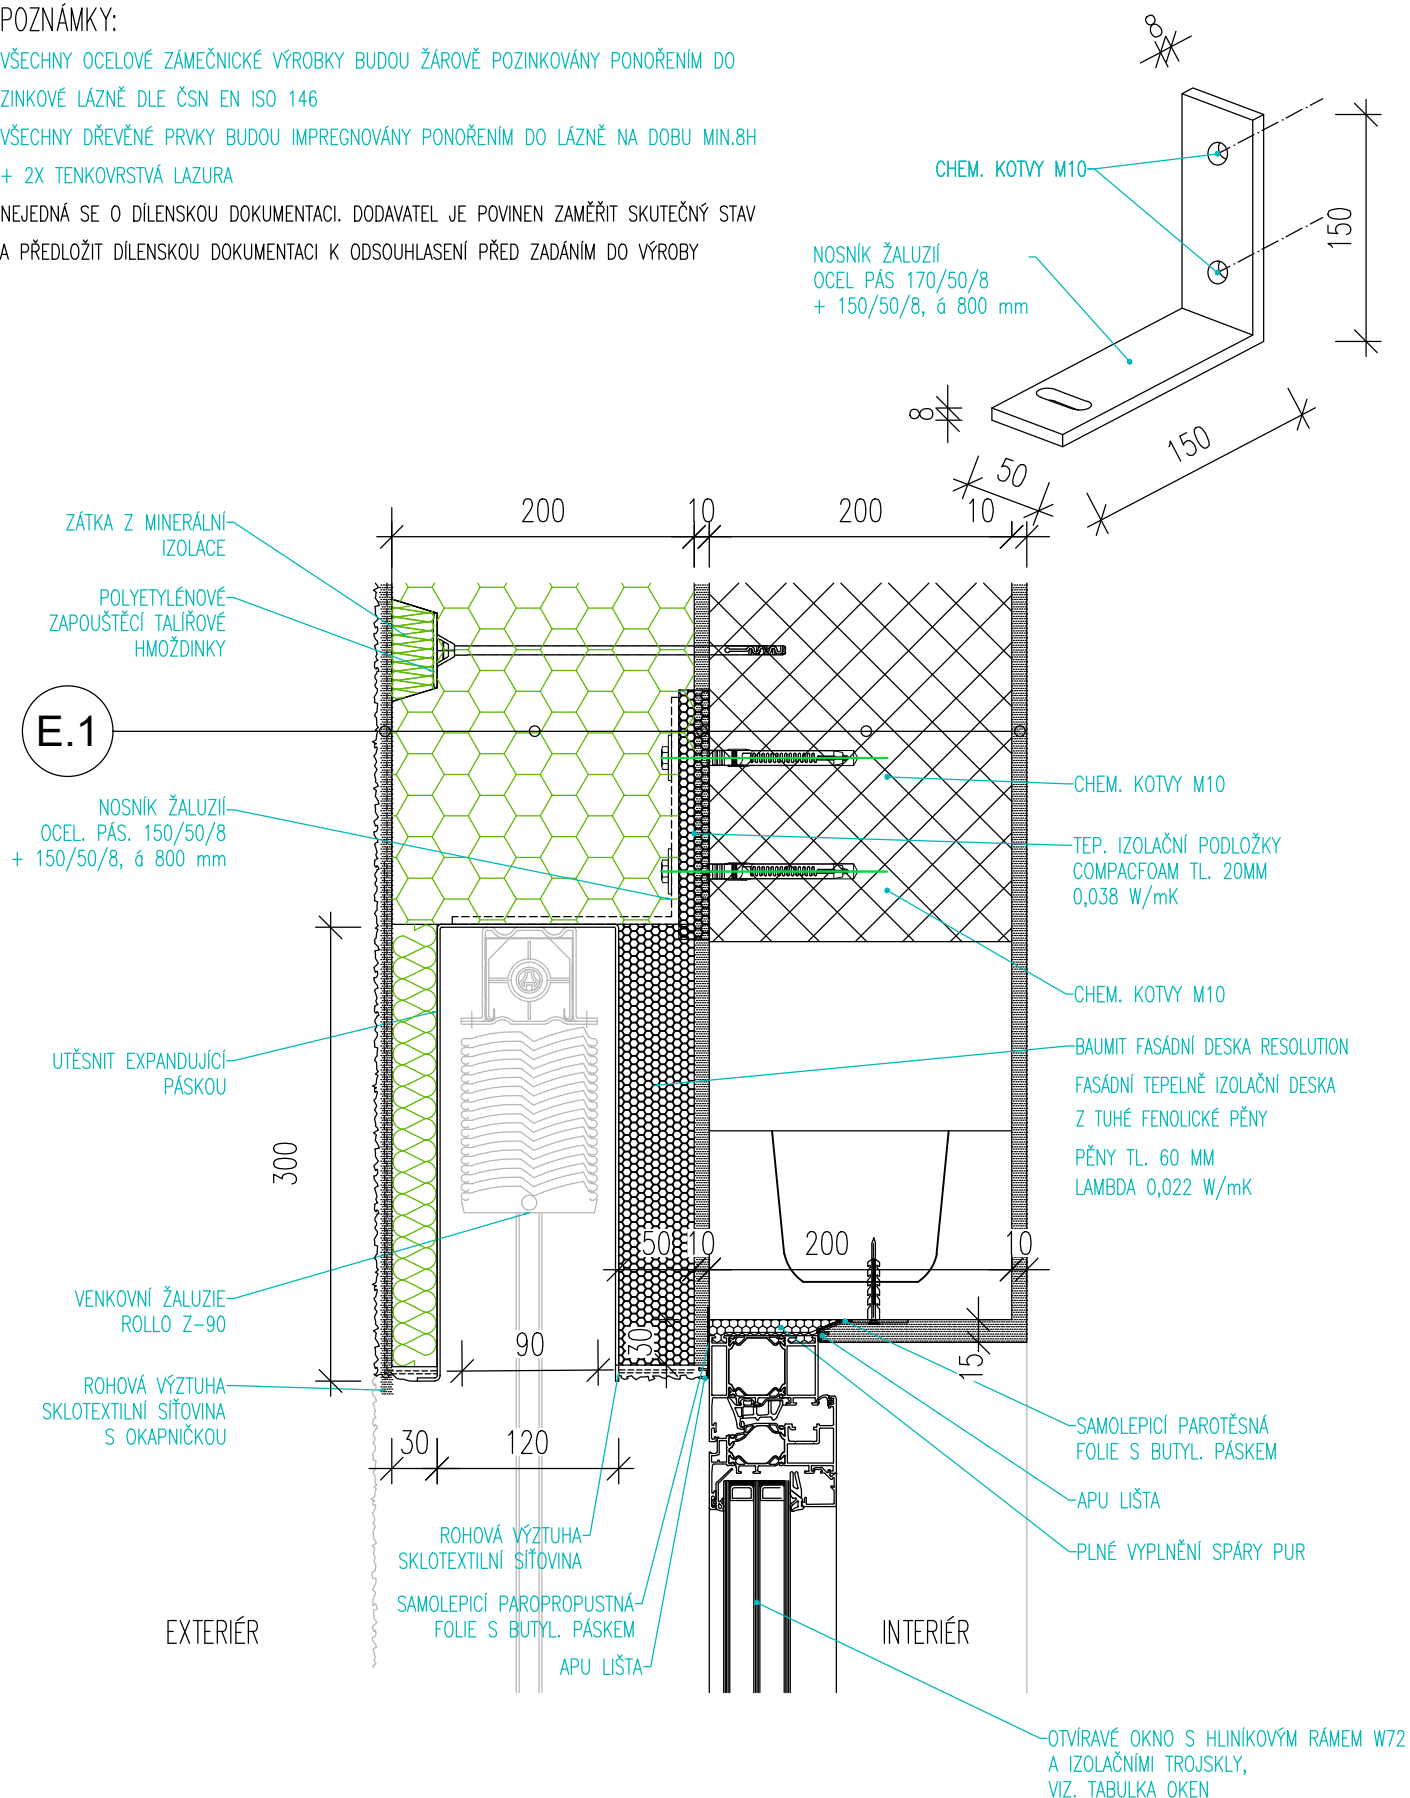 POZNÁMKY:
VŠECHNY OCELOVÉ ZÁMEČNICKÉ VÝROBKY BUDOU ŽÁROVĚ POZINKOVÁNY PONOŘENÍM DO
ZINKOVÉ LÁZNĚ DLE ČSN EN ISO 146
VŠECHNY DŘEVĚNÉ PRVKY BUDOU IMPREGNOVÁNY PONOŘENÍM DO LÁZNĚ NA DOBU MIN.8H
+ 2X TENKOVRSTVÁ LAZURA
NEJEDNÁ SE O DÍLENSKOU DOKUMENTACI. DODAVATEL JE POVINEN ZAMĚŘIT SKUTEČNÝ STAV
A PŘEDLOŽIT DÍLENSKOU DOKUMENTACI K ODSOUHLASENÍ PŘED ZADÁNÍM DO VÝROBY
8
CHEM. KOTVY M10
150
NOSNÍK ŽALUZIÍ
OCEL PÁS 170/50/8
+ 150/50/8, á 800 mm
8
50
150
200
10
200
10
ZÁTKA Z MINERÁLNÍ
IZOLACE
POLYETYLÉNOVÉ
ZAPOUŠTĚCÍ TALÍŘOVÉ
HMOŽDINKY
E.1
NOSNÍK ŽALUZIÍ
OCEL. PÁS. 150/50/8
+ 150/50/8, á 800 mm
CHEM. KOTVY M10
TEP. IZOLAČNÍ PODLOŽKY
COMPACFOAM TL. 20MM
0,038 W/mK
CHEM. KOTVY M10
UTĚSNIT EXPANDUJÍCÍ
PÁSKOU
BAUMIT FASÁDNÍ DESKA RESOLUTION
FASÁDNÍ TEPELNĚ IZOLAČNÍ DESKA
Z TUHÉ FENOLICKÉ PĚNY
PĚNY TL. 60 MM
LAMBDA 0,022 W/mK
300
50
10
200
10
VENKOVNÍ ŽALUZIE
ROLLO Z-90
90
30
15
ROHOVÁ VÝZTUHA
SKLOTEXTILNÍ SÍŤOVINA
S OKAPNIČKOU
30
120
SAMOLEPICÍ PAROTĚSNÁ
FOLIE S BUTYL. PÁSKEM
APU LIŠTA
PLNÉ VYPLNĚNÍ SPÁRY PUR
ROHOVÁ VÝZTUHA
SKLOTEXTILNÍ SÍŤOVINA
SAMOLEPICÍ PAROPROPUSTNÁ
FOLIE S BUTYL. PÁSKEM
APU LIŠTA
EXTERIÉR
INTERIÉR
OTVÍRAVÉ OKNO S HLINÍKOVÝM RÁMEM W72
A IZOLAČNÍMI TROJSKLY,
VIZ. TABULKA OKEN